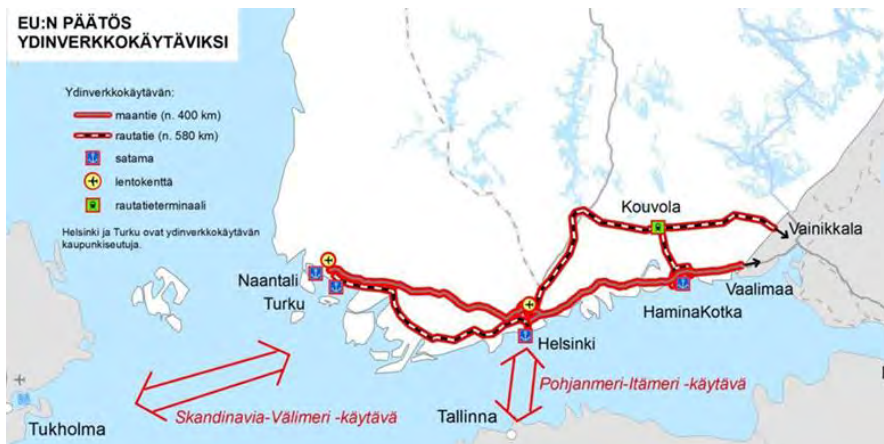 EU:N PÄÄTÖS
YDINVERKKOKÄYTÄVIKSI
Ydinverkkokäytävän:
maantie (n. 400 km)
rautatie (n. 580 km)
satama
lentokenttä
rautatieterminaali
Helsinki ja Turku ovat ydinverkkokäytävän
kaupunkiseutuja.
Kouvola
Vainikkala
Naantali
Turku
Vaalimaa
HaminaKotka
Helsinki
Pohjanmeri-Itämeri -käytävä
Skandinavia-Välimeri -käytävä
Tallinna
Tukholma